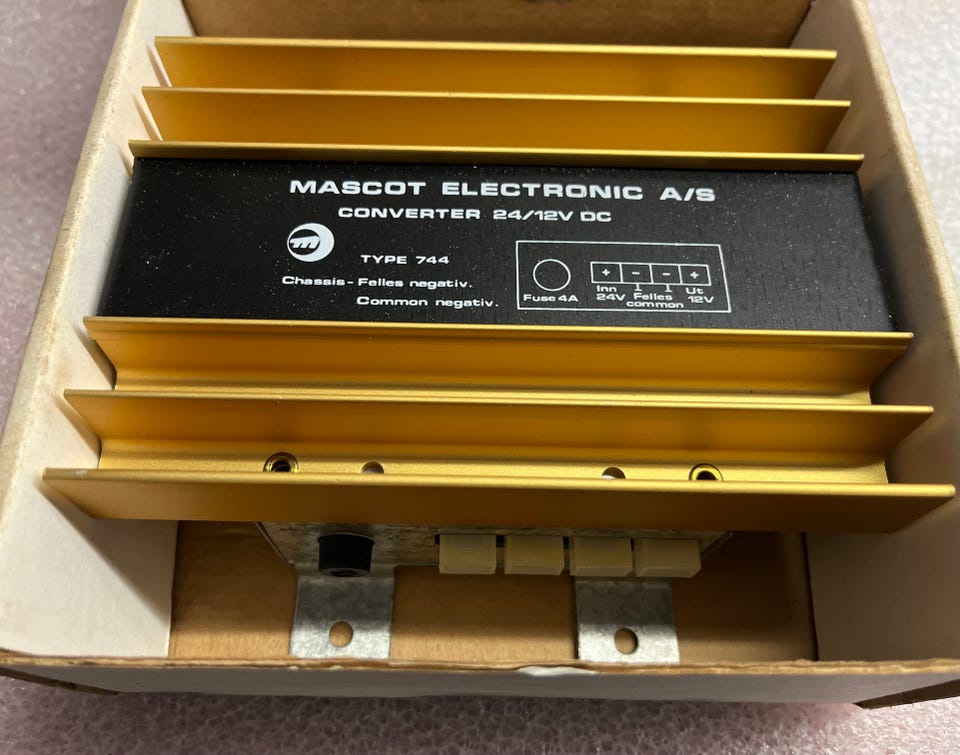 MASCOT ELECTRONIC A/S
CONVERTER 24/12V DC
m
TYPE 744
Chassis - Felles negativ.
Common negativ.
Fuse 4A
+ - - +
Inn I I Ut
24V Felles 12V
common